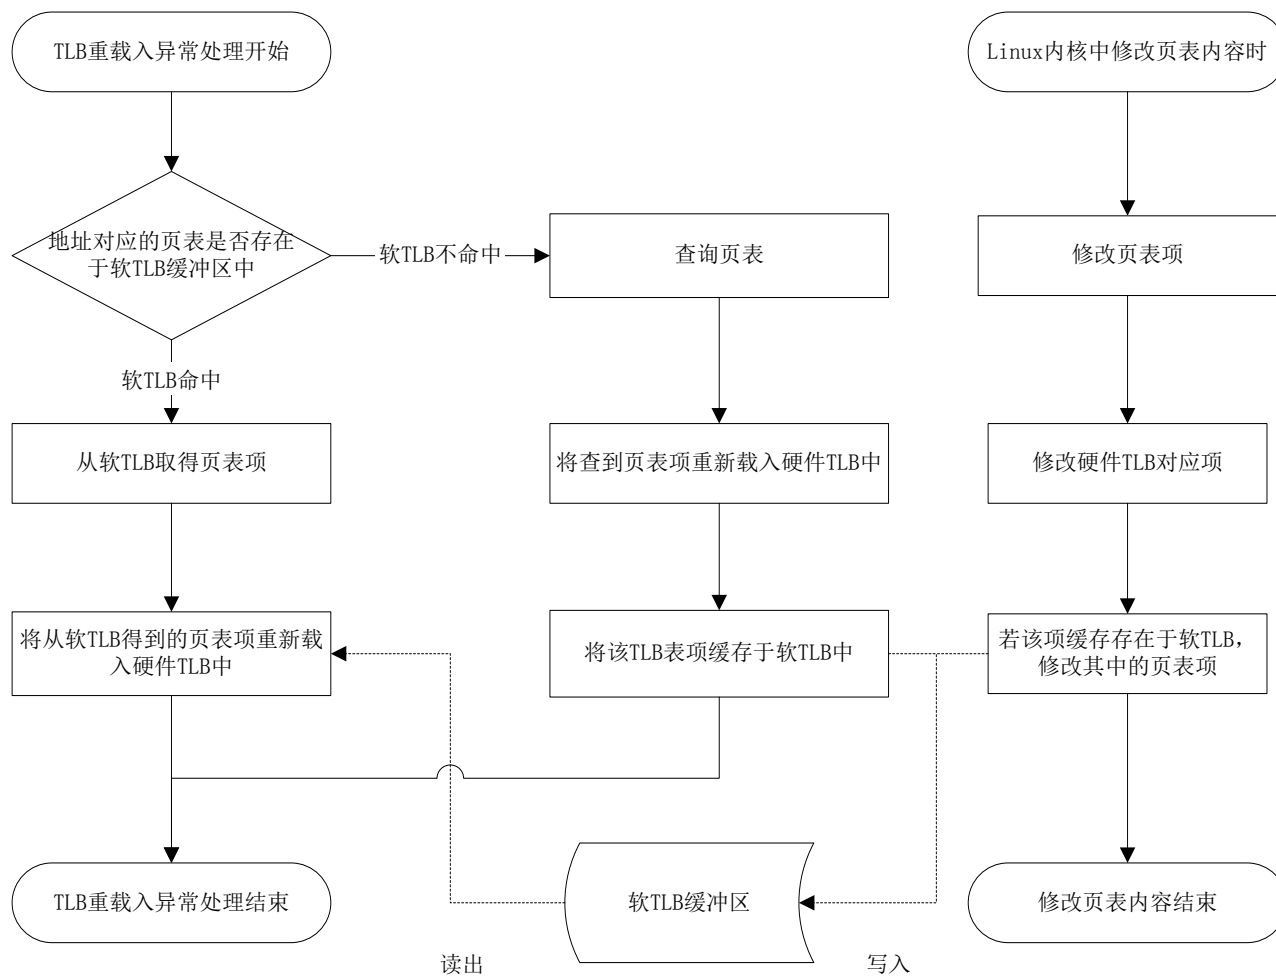 TLB重载入异常处理开始
Linux内核中修改页表内容时
地址对应的页表是否存在
于软TLB缓冲区中
软TLB不命中
查询页表
修改页表项
软TLB命中
从软TLB取得页表项
将查到页表项重新载入硬件TLB中
修改硬件TLB对应项
将从软TLB得到的页表项重新载
入硬件TLB中
将该TLB表项缓存于软TLB中
若该项缓存存在于软TLB,
修改其中的页表项
TLB重载入异常处理结束
软TLB缓冲区
修改页表内容结束
读出
写入